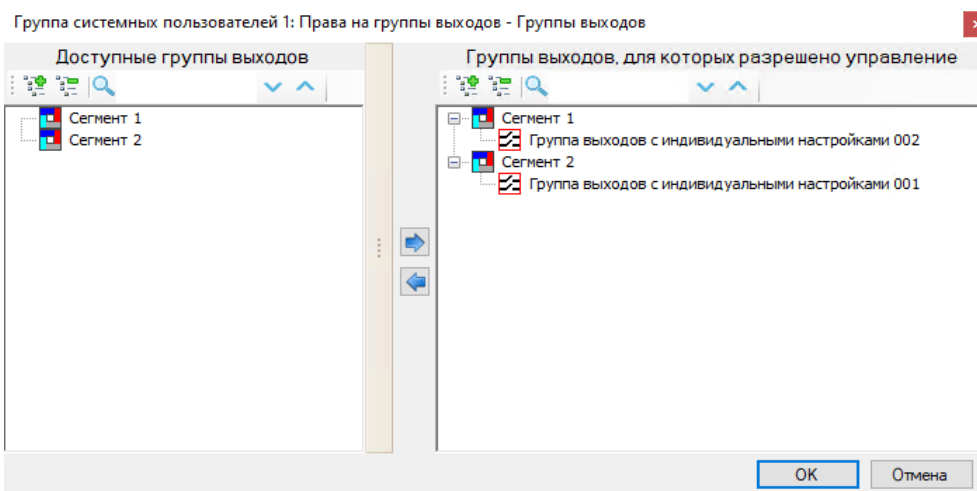 Группа системных пользователей 1: Права на группы выходов - Группы выходов
Доступные группы выходов
Сегмент 1
Сегмент 2
Группы выходов, для которых разрешено управление
Сегмент 1
Группа выходов с индивидуальными настройками 002
Сегмент 2
Группа выходов с индивидуальными настройками 001
OK
Отмена